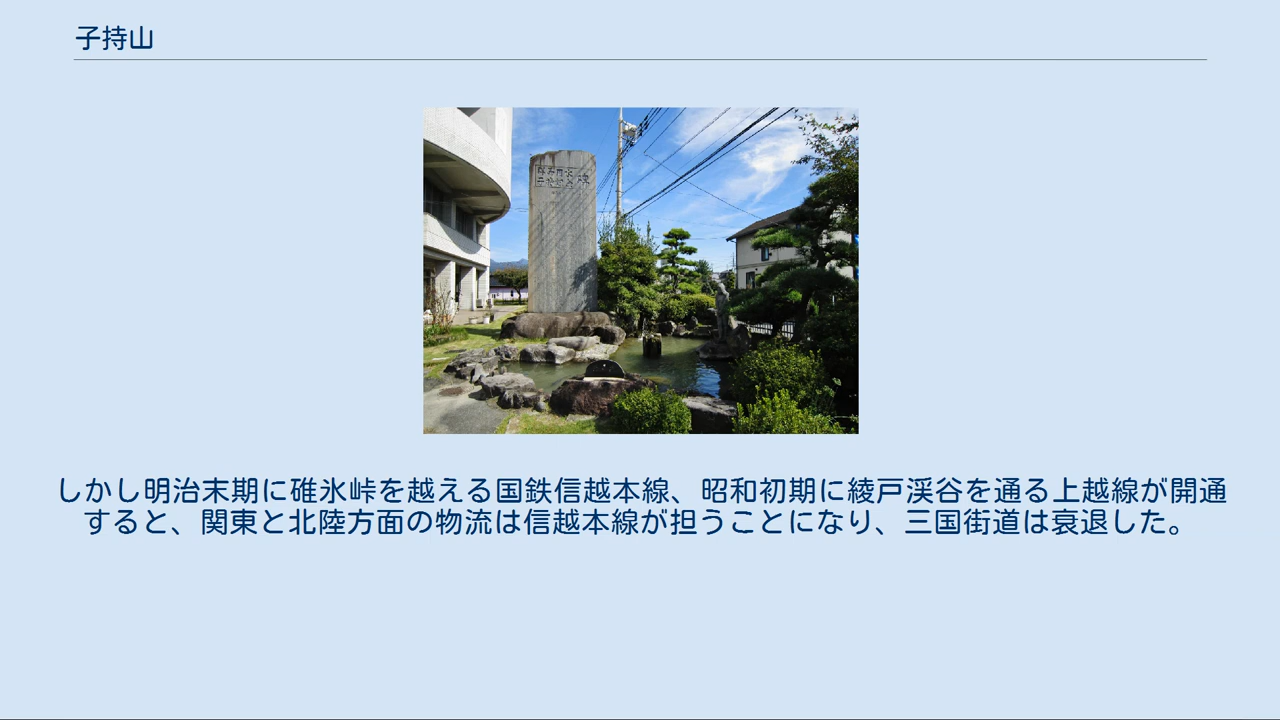 子持山
しかし明治末期に碓氷峠を越える国鉄信越本線、昭和初期に綾戸渓谷を通る上越線が開通
すると、関東と北陸方面の物流は信越本線が担うことになり、三国街道は衰退した。